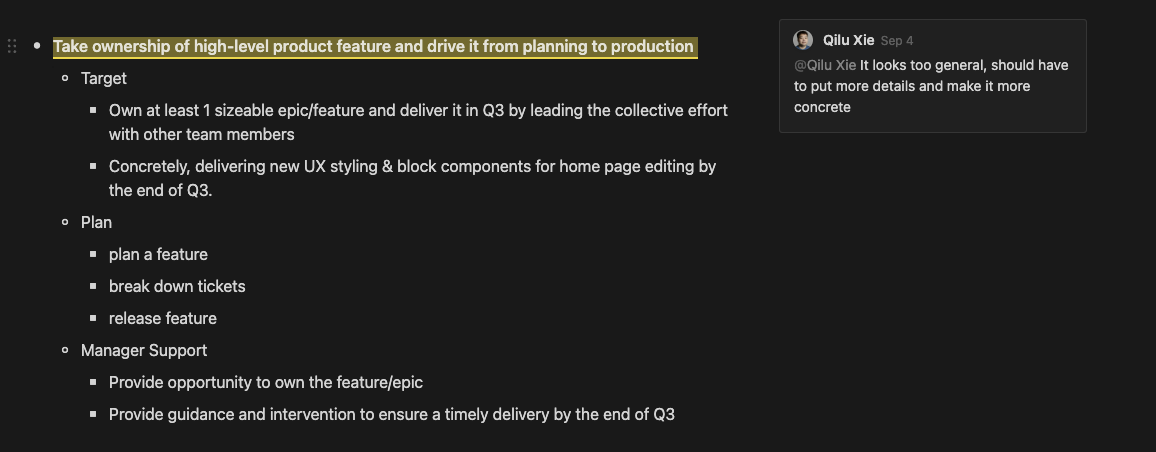 Take ownership of high-level product feature and drive it from planning to production
Target
Own at least 1 sizeable epic/feature and deliver it in Q3 by leading the collective effort
with other team members
Concretely, delivering new UX styling & block components for home page editing by
the end of Q3.
Plan
plan a feature
break down tickets
release feature
Manager Support
Provide opportunity to own the feature/epic
Provide guidance and intervention to ensure a timely delivery by the end of Q3
Qilu Xie Sep 4
@Qilu Xie It looks too general, should have
to put more details and make it more
concrete